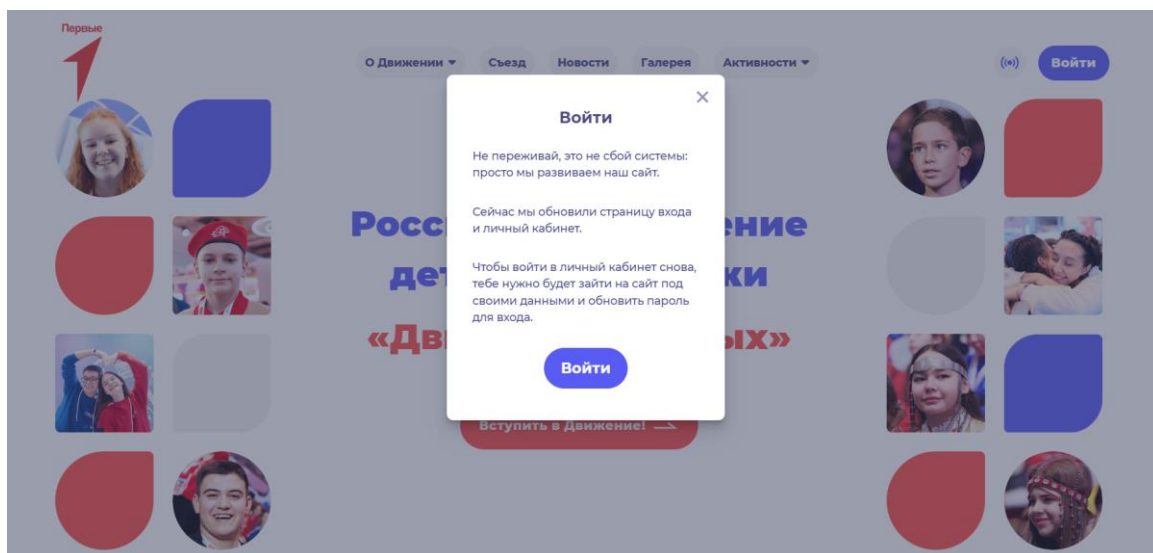 Первые
О Движении
Съезд
Новости
Галерея
Активности
Войти
Войти
Не переживай, это не сбой системы:
просто мы развиваем наш сайт.
Сейчас мы обновили страницу входа
и личный кабинет.
Чтобы войти в личный кабинет снова,
тебе нужно будет зайти на сайт под
своими данными и обновить пароль
для входа.
Войти
Вступить в Движение!